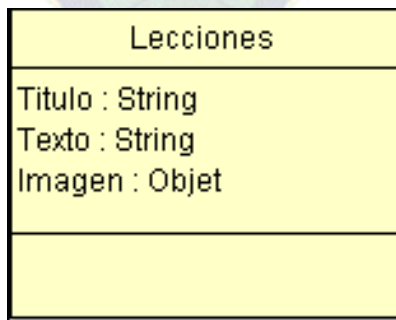 Lecciones
Titulo : String
Texto : String
Imagen : Objet